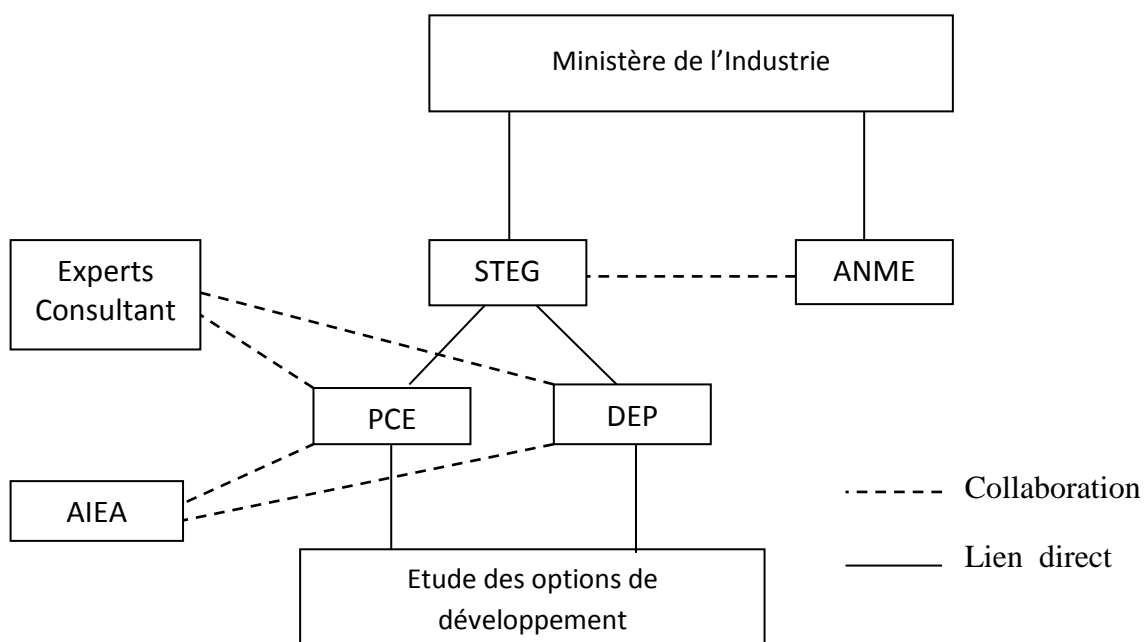 Ministère de l’Industrie
Experts
Consultant
STEG
ANME
PCE
DEP
AIEA
Collaboration
Lien direct
Etude des options de
développement